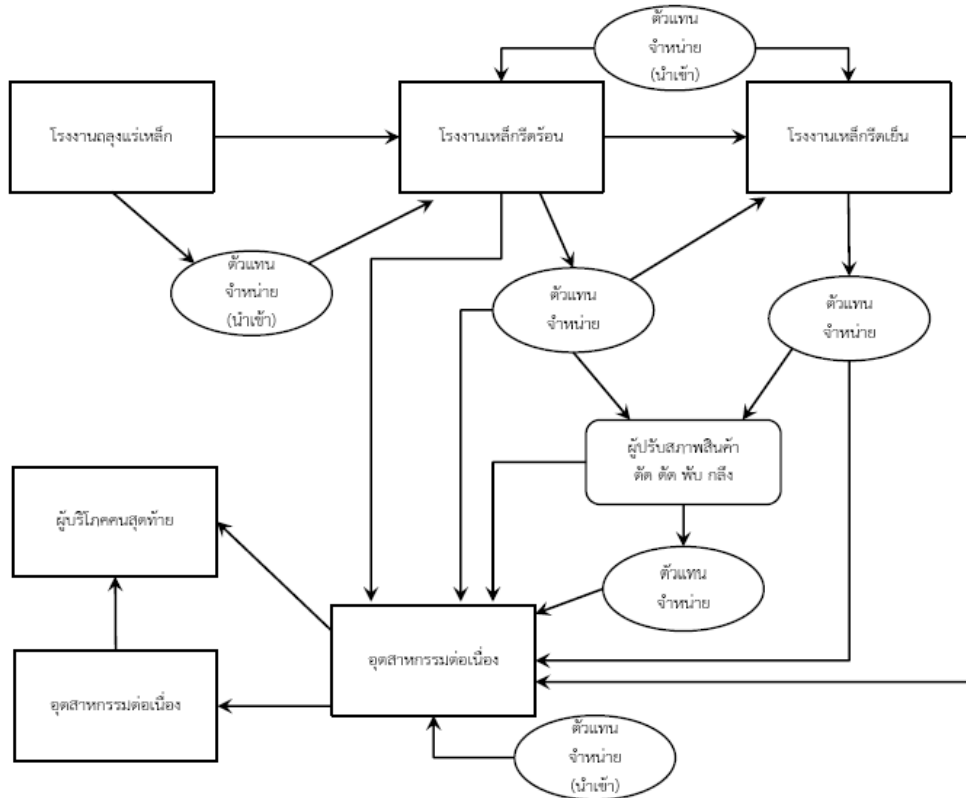 ตัวแทน
จำหน่าย
(นำเข้า)
โรงงานถลุงแร่เหล็ก
โรงงานเหล็กรีดร้อน
โรงงานเหล็กรีดเย็น
ตัวแทน
จำหน่าย
(นำเข้า)
ตัวแทน
จำหน่าย
ตัวแทน
จำหน่าย
ผู้ปรับสภาพสินค้า
ตัด ดัด พับ กลึง
ผู้บริโภคคนสุดท้าย
ตัวแทน
จำหน่าย
อุตสาหกรรมต่อเนื่อง
อุตสาหกรรมต่อเนื่อง
ตัวแทน
จำหน่าย
(นำเข้า)